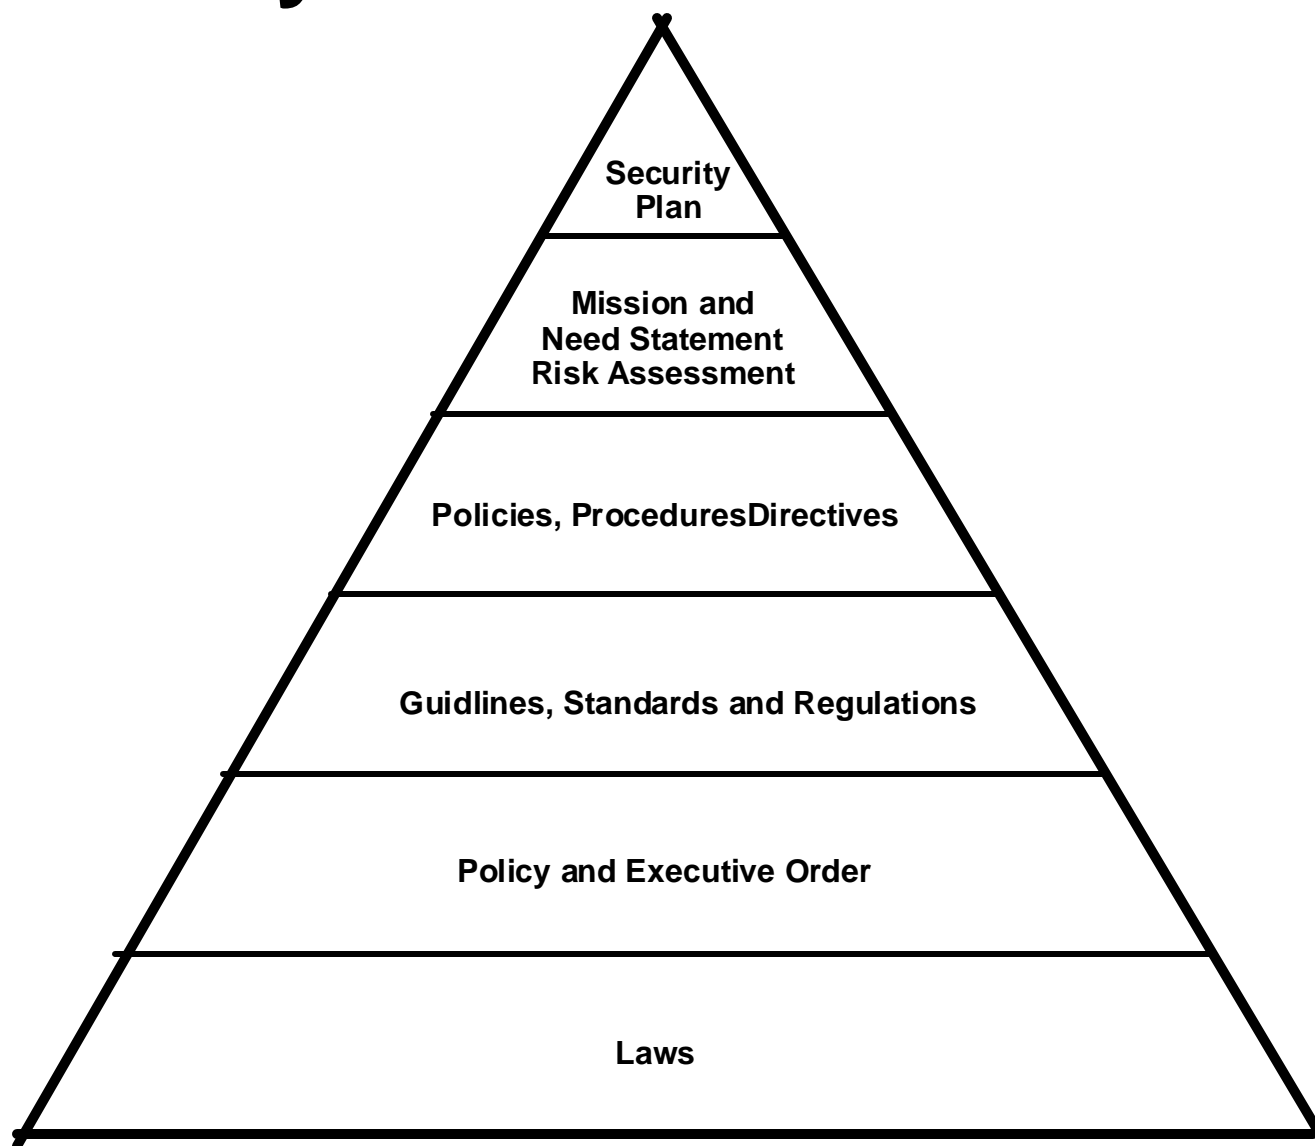 Security
Plan
Mission and
Need Statement
Risk Assessment
Policies, ProceduresDirectives
Guidlines, Standards and Regulations
Policy and Executive Order
Laws